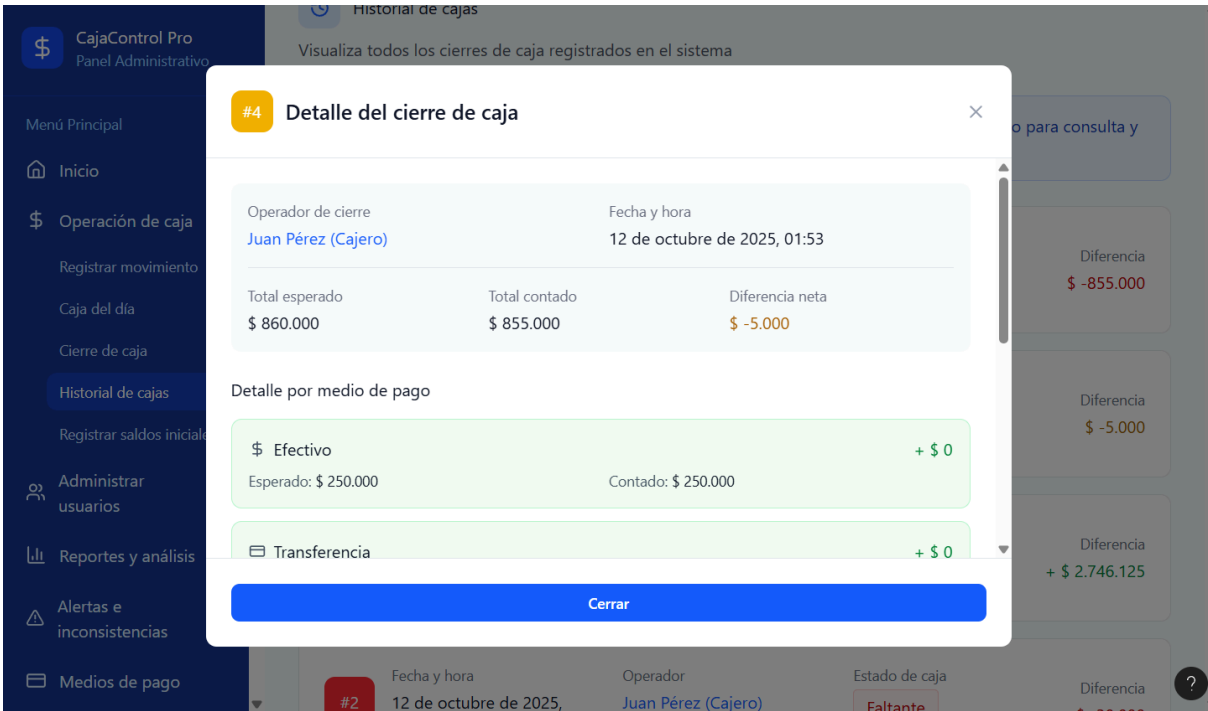 CajaControl Pro
Panel Administrativo
Menú Principal
Inicio
Operación de caja
Registrar movimiento
Caja del día
Cierre de caja
Historial de cajas
Registrar saldos iniciale
Administrar
usuarios
Reportes y análisis
Alertas e
inconsistencias
Medios de pago
Historial de cajas
Visualiza todos los cierres de caja registrados en el sistema
o para consulta y
#4
Detalle del cierre de caja
Operador de cierre
Juan Pérez (Cajero)
Fecha y hora
12 de octubre de 2025, 01:53
Total esperado
$ 860.000
Total contado
$ 855.000
Diferencia neta
$ -5.000
Detalle por medio de pago
Efectivo
+ $ 0
Esperado: $ 250.000
Contado: $ 250.000
Transferencia
+ $ 0
Cerrar
Diferencia
$ -855.000
Diferencia
$ -5.000
Diferencia
+ $ 2.746.125
#2
Fecha y hora
12 de octubre de 2025,
Operador
Juan Pérez (Cajero)
Estado de caja
Faltante
Diferencia
?